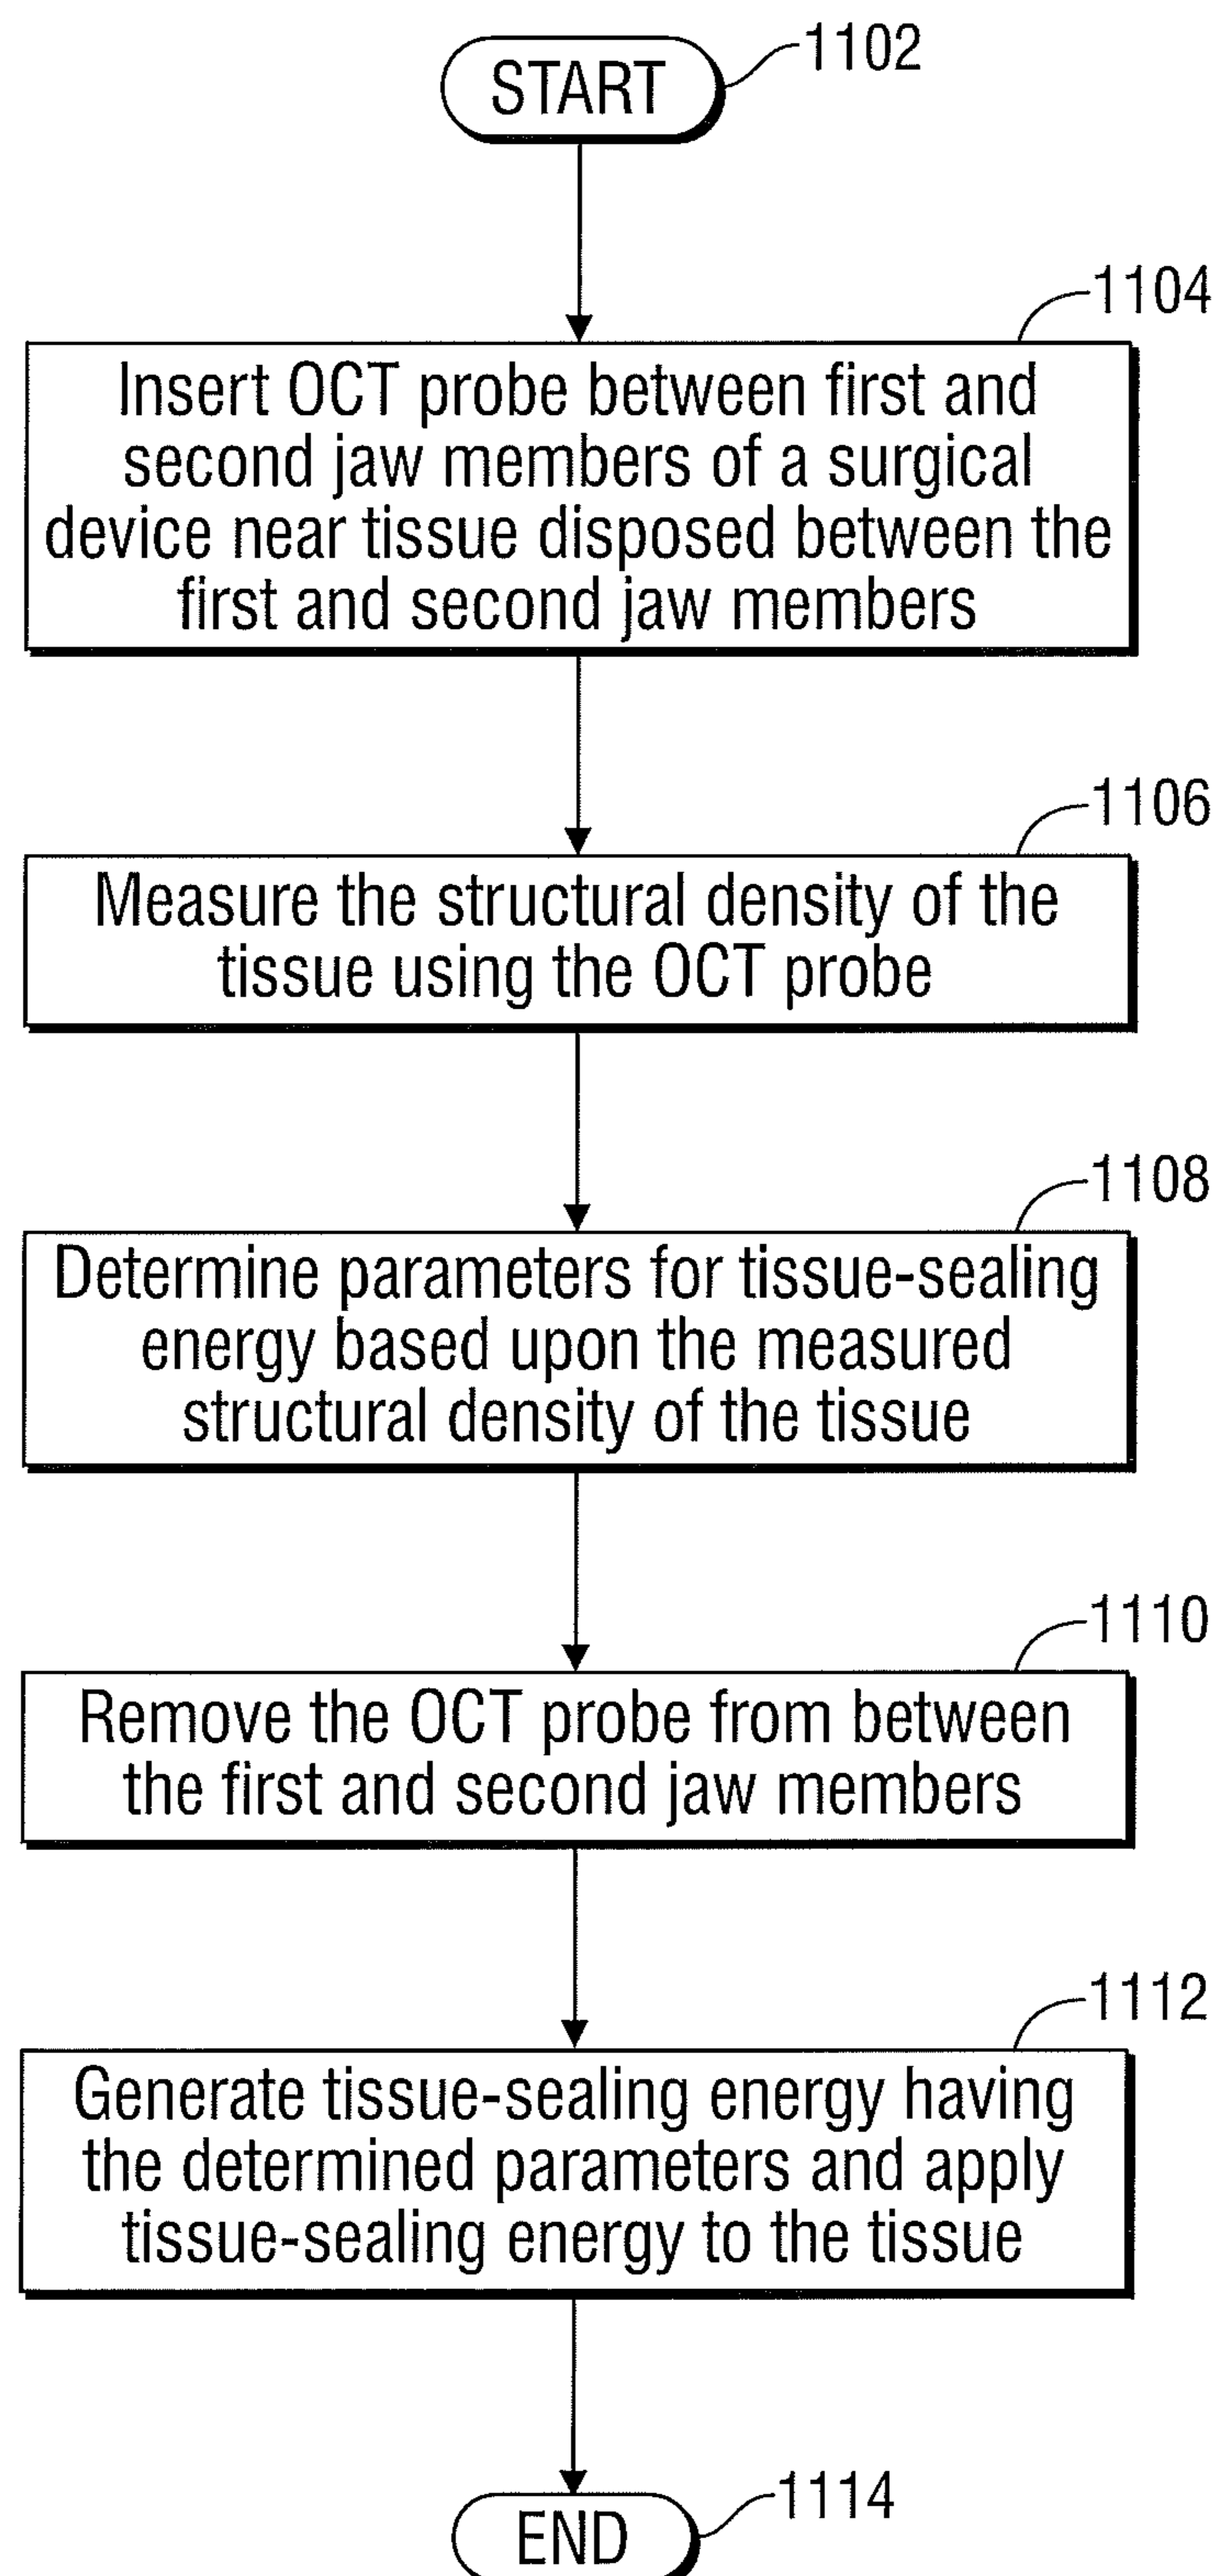 START
1102
1104
Insert OCT probe between first and
second jaw members of a surgical
device near tissue disposed between the
first and second jaw members
1106
Measure the structural density of the
tissue using the OCT probe
1108
Determine parameters for tissue-sealing
energy based upon the measured
structural density of the tissue
1110
Remove the OCT probe from between
the first and second jaw members
1112
Generate tissue-sealing energy having
the determined parameters and apply
tissue-sealing energy to the tissue
END
1114